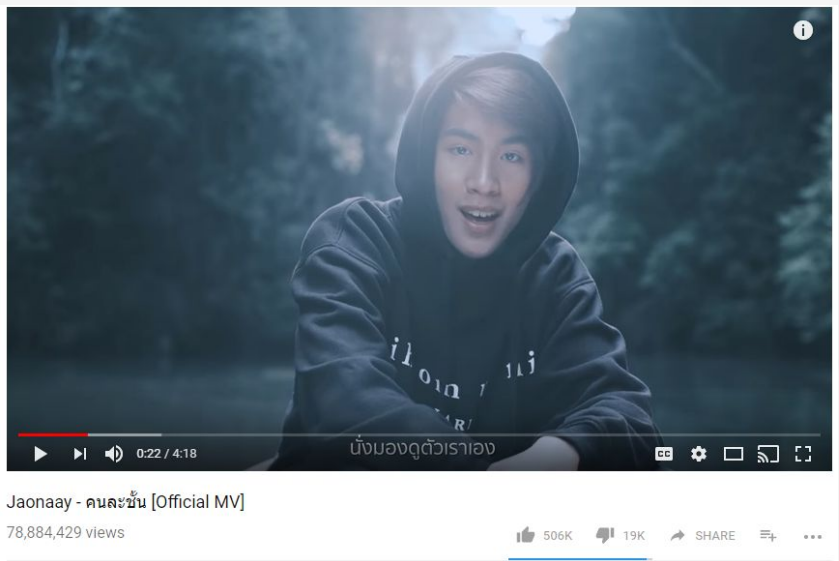 i
0:22 / 4:18
นั่งมองดูตัวเราเอง
CC
Jaonaay - คนละชั้น [Official MV]
78,884,429 views
506K
19K
SHARE